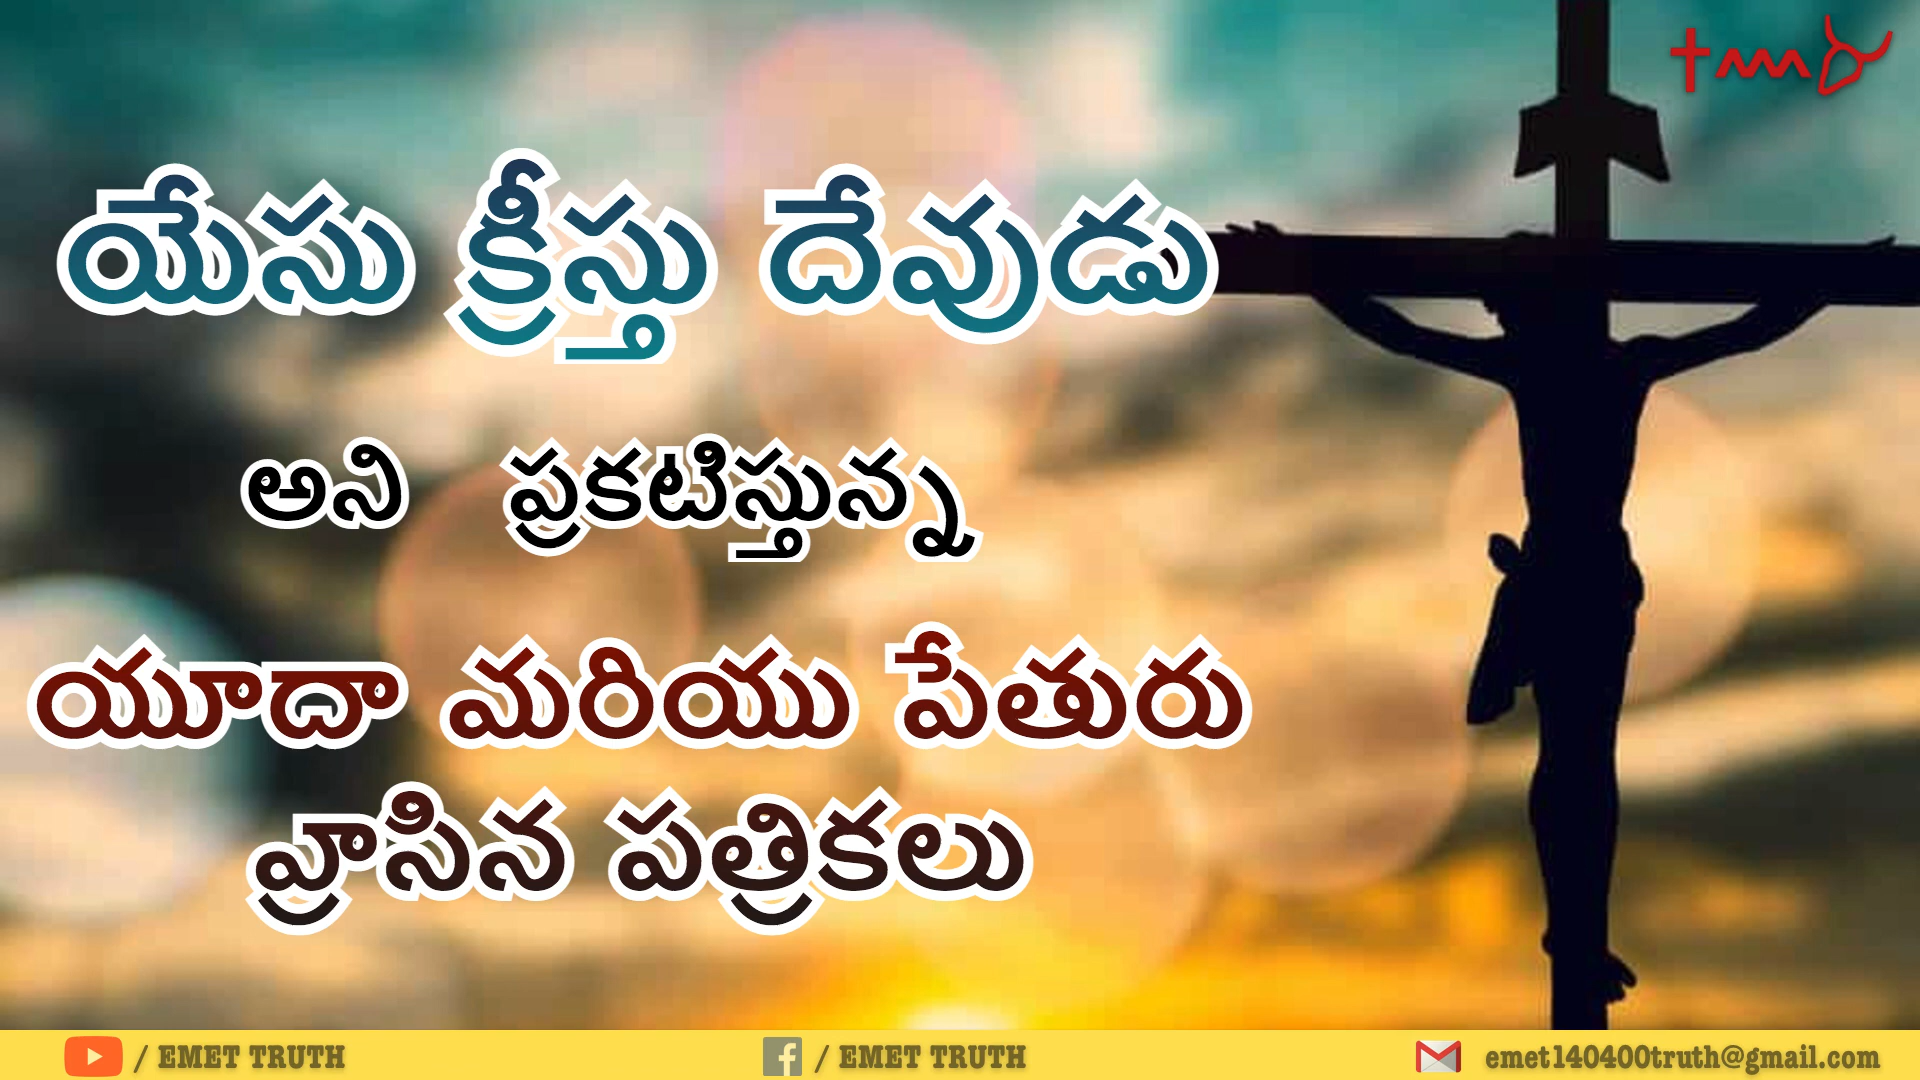 యేసు క్రీస్తు దేవుడు
అని ప్రకటిస్తున్న
యూదా మరియు పేతురు
వ్రాసిన పత్రికలు
/ EMET TRUTH
/ EMET TRUTH
emet140400truth@gmail.com